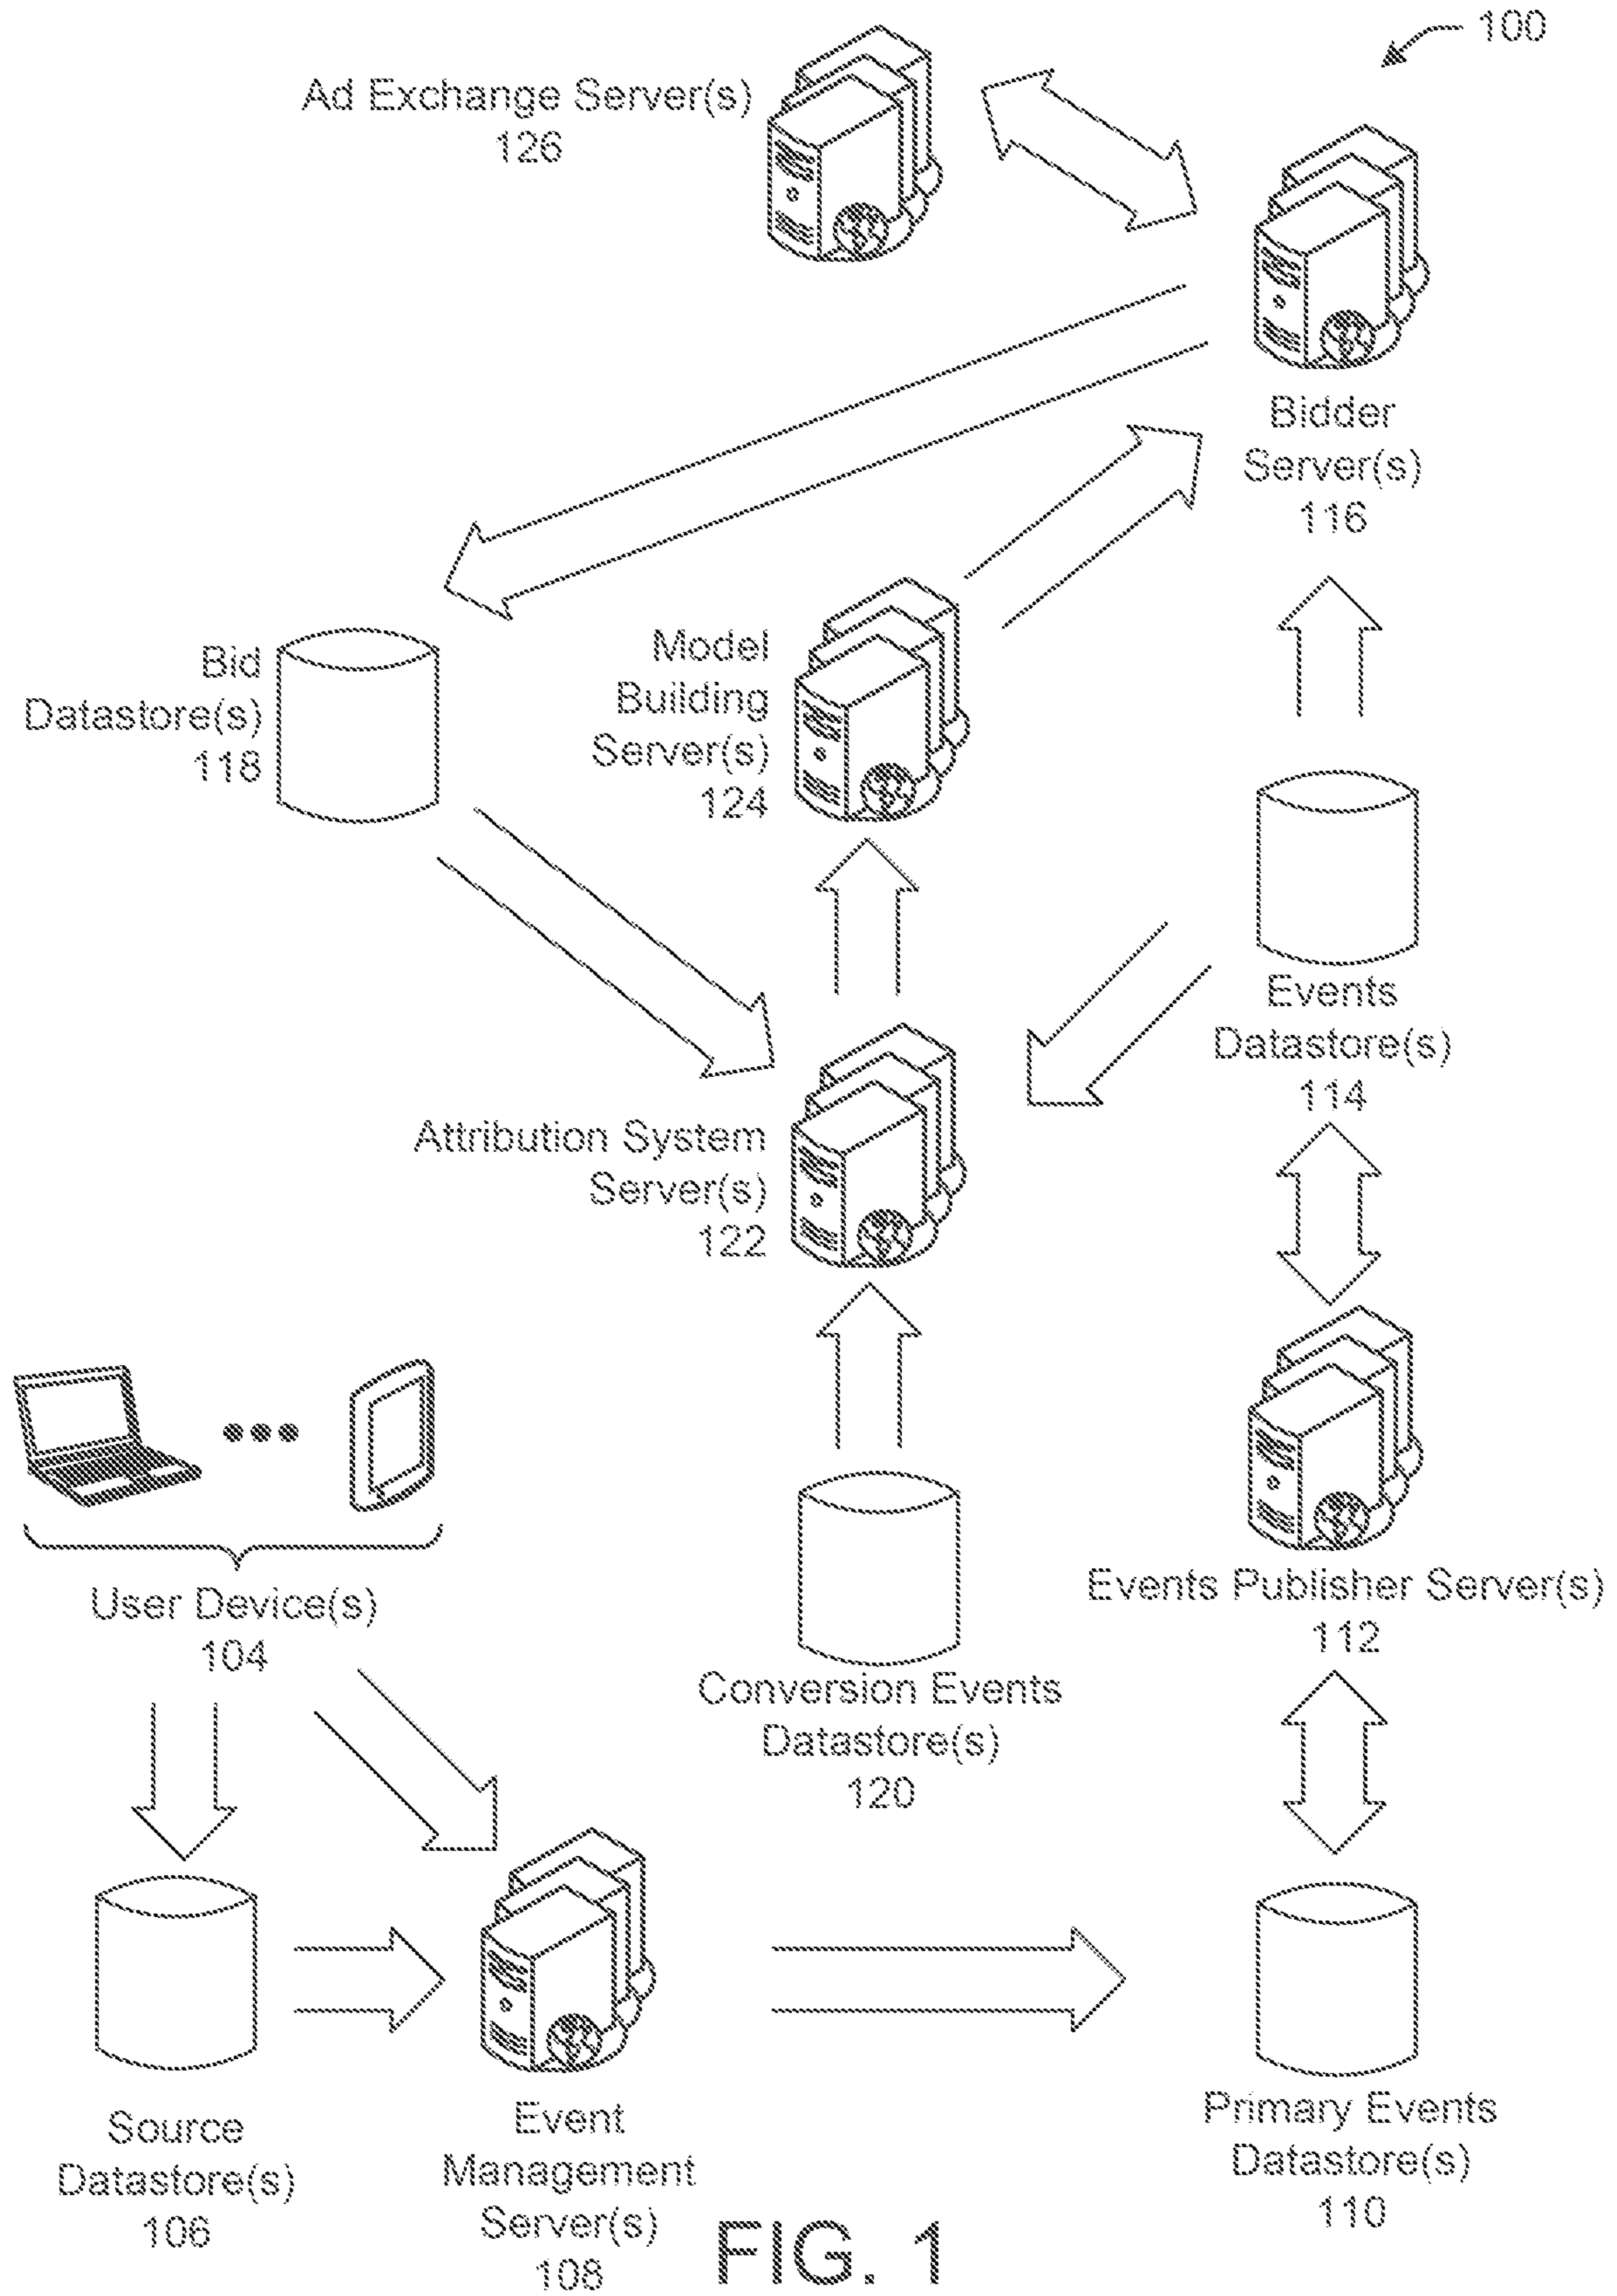 100
Ad Exchange Server(s)
126
Bidder
Server(s)
116
Bid
Datastore(s)
118
Model
Building
Server(s)
124
Events
Datastore(s)
114
Attribution System
Server(s)
122
Events Publisher Server(s)
112
User Device(s)
104
Conversion Events
Datastore(s)
120
Source
Datastore(s)
106
Event
Management
Server(s)
108
Primary Events
Datastore(s)
110
FIG. 1